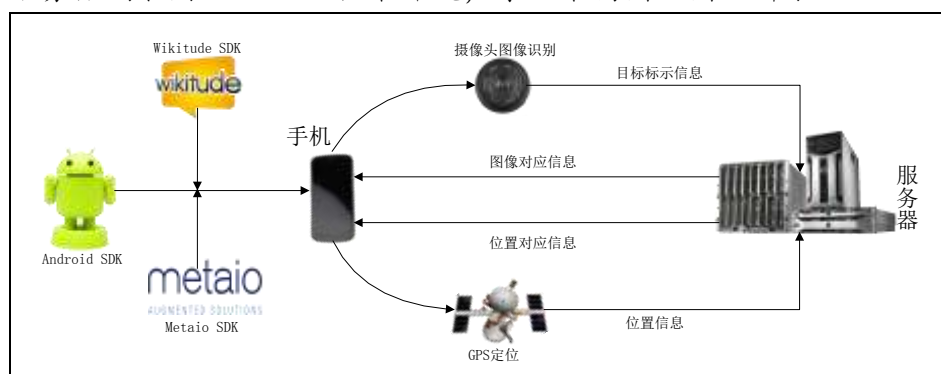 Wikitude SDK
wikitude
摄像头图像识别
目标标示信息
手机
图像对应信息
服务器
位置对应信息
Android SDK
metaio
AUGMENTED SOLUTIONS
Metaio SDK
位置信息
GPS定位